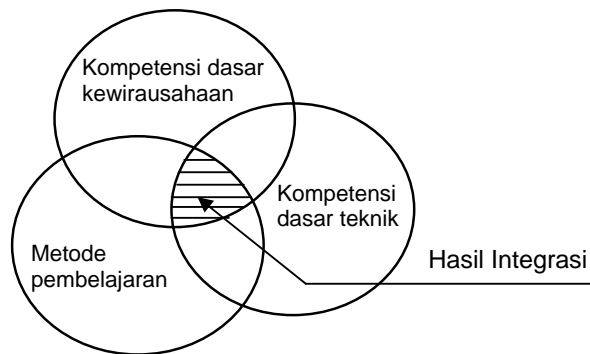 Kompetensi dasar
kewirausahaan
Kompetensi
dasar teknik
Metode
pembelajaran
Hasil Integrasi